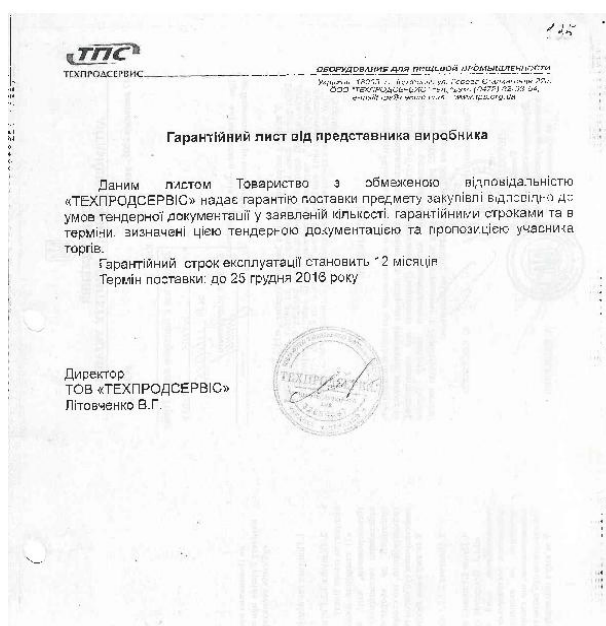 135
ТПС
ТЕХПРОДСЕРВИС
ОБОРУДОВАНИЕ ДЛЯ ПИЩЕВОЙ ПРОМЫШЛЕННОСТИ
Гарантійний лист від представника виробника
Даним листом Товариство з обмеженою відповідальністю
«ТЕХПРОДСЕРВІС» надає гарантію поставки предмету закупівлі відповідно до
умов тендерної документації у заявленій кількості, гарантійними строками та в
терміни, визначені цією тендерною документацією та пропозицією учасника
торгів.
Гарантійний строк експлуатації становить 12 місяців
Термін поставки: до 25 грудня 2016 року
Директор
ТОВ «ТЕХПРОДСЕРВІС»
Літовченко В.Г.